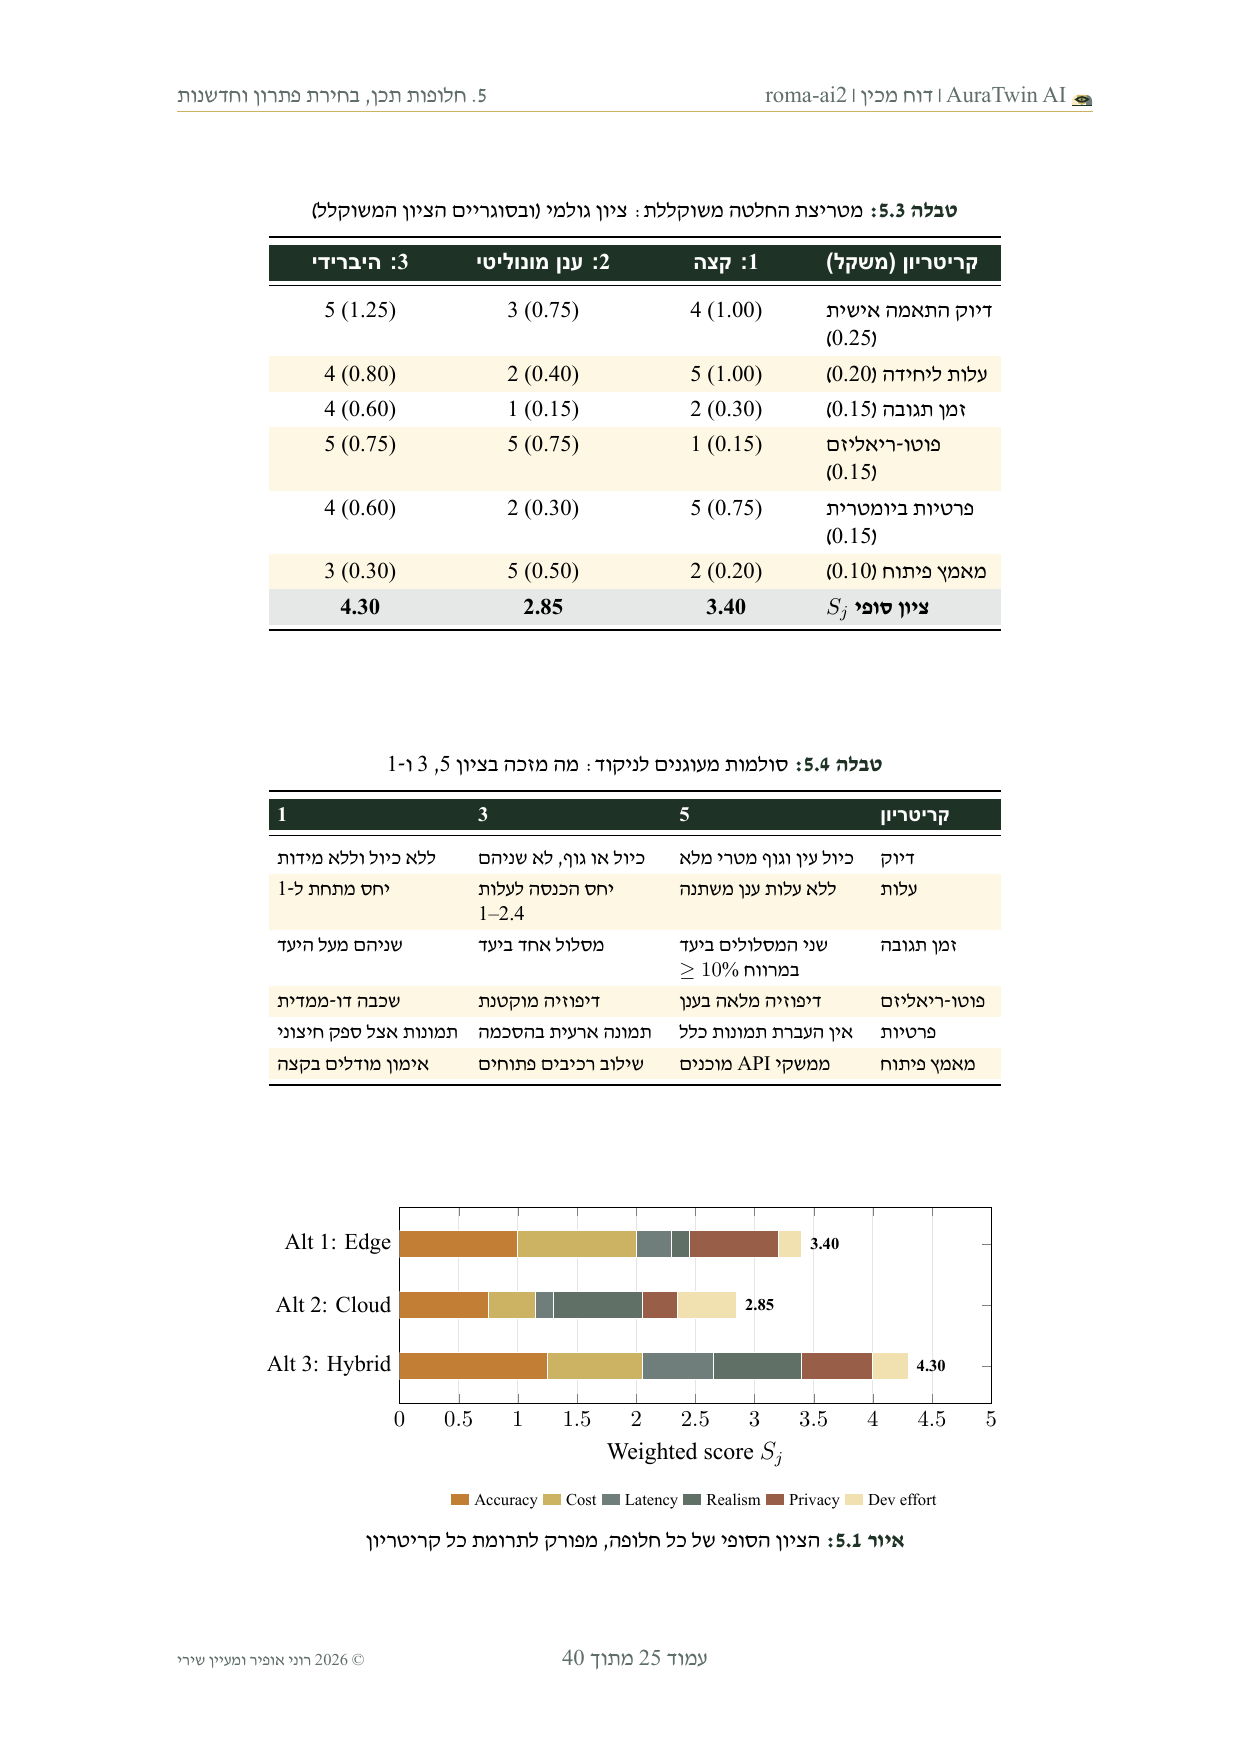 AuraTwin AI | דוח מכין | roma-ai2
5. חלופות תכן, בחירת פתרון וחדשנות
טבלה 5.3: מטריצת החלטה משוקללת: ציון גולמי (ובסוגריים הציון המשוקלל)
קריטריון (משקל) 1: קצה 2: ענן מונוליטי 3: היברידי
דיוק התאמה אישית 4 (1.00) 3 (0.75) 5 (1.25)
(0.25)
עלות ליחידה (0.20) 5 (1.00) 2 (0.40) 4 (0.80)
זמן תגובה (0.15) 2 (0.30) 1 (0.15) 4 (0.60)
פוטו-ריאליזם 1 (0.15) 5 (0.75) 5 (0.75)
(0.15)
פרטיות ביומטרית 5 (0.75) 2 (0.30) 4 (0.60)
(0.15)
מאמץ פיתוח (0.10) 2 (0.20) 5 (0.50) 3 (0.30)
ציון סופי Sj 3.40 2.85 4.30
טבלה 5.4: סולמות מעוגנים לניקוד: מה מזכה בציון 5, 3 ו-1
קריטריון 5 3 1
דיוק כיול עין וגוף מטרי מלא כיול או גוף, לא שניהם ללא כיול וללא מידות
עלות ללא עלות ענן משתנה יחס הכנסה לעלות יחס מתחת ל-1
1–2.4
זמן תגובה שני המסלולים ביעד מסלול אחד ביעד שניהם מעל היעד
במרווח ≥ 10%
פוטו-ריאליזם דיפוזיה מלאה בענן דיפוזיה מוקטנת שכבה דו-ממדית
פרטיות אין העברת תמונות כלל תמונה ארעית בהסכמה תמונות אצל ספק חיצוני
מאמץ פיתוח ממשקי API מוכנים שילוב רכיבים פתוחים אימון מודלים בקצה
Alt 1: Edge 3.40
Alt 2: Cloud 2.85
Alt 3: Hybrid 4.30
0 0.5 1 1.5 2 2.5 3 3.5 4 4.5 5
Weighted score Sj
Accuracy Cost Latency Realism Privacy Dev effort
איור 5.1: הציון הסופי של כל חלופה, מפורק לתרומת כל קריטריון
עמוד 25 מתוך 40
© 2026 רוני אופיר ומעיין שירי